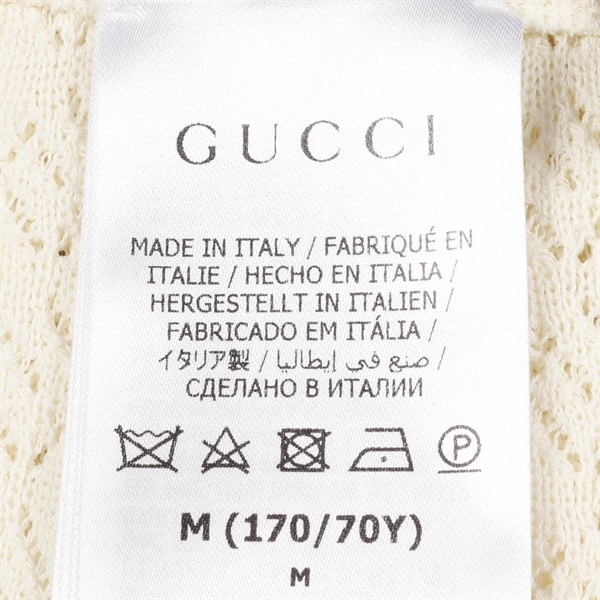 GUCCI
MADE IN ITALY / FABRIQUÉ EN
ITALIE / HECHO EN ITALIA /
HERGESTELLT IN ITALIEN /
FABRICADO EM ITÁLIA /
イタリア製 / صنع في إيطاليا /
СДЕЛАНО В ИТАЛИИ
P
M (170/70Y)
M